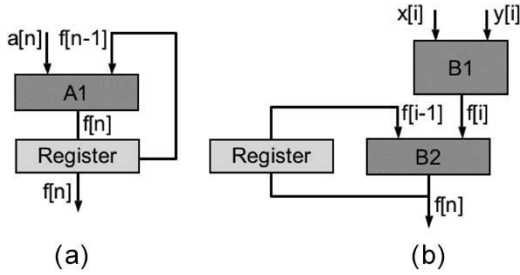 a[n] f[n-1]
A1
f[n]
Register
f[n]
(a)
x[i] y[i]
B1
f[i-1] f[i]
Register
B2
f[n]
(b)